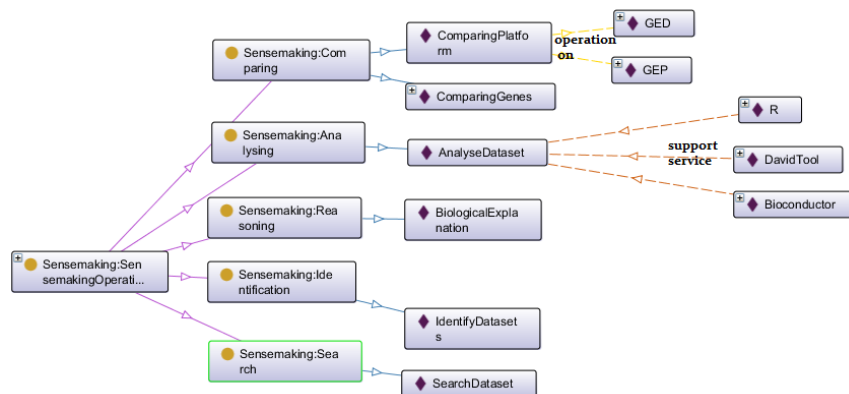 Sensemaking:Com
paring
ComparingPlatfo
rm
operation
on
GED
GEP
ComparingGenes
Sensemaking:Ana
lysing
AnalyseDataset
support
service
R
DavidTool
Bioconductor
Sensemaking:Rea
soning
BiologicalExpla
nation
Sensemaking:Sen
semakingOperati...
Sensemaking:Ide
ntification
IdentifyDataset
s
Sensemaking:Sea
rch
SearchDataset